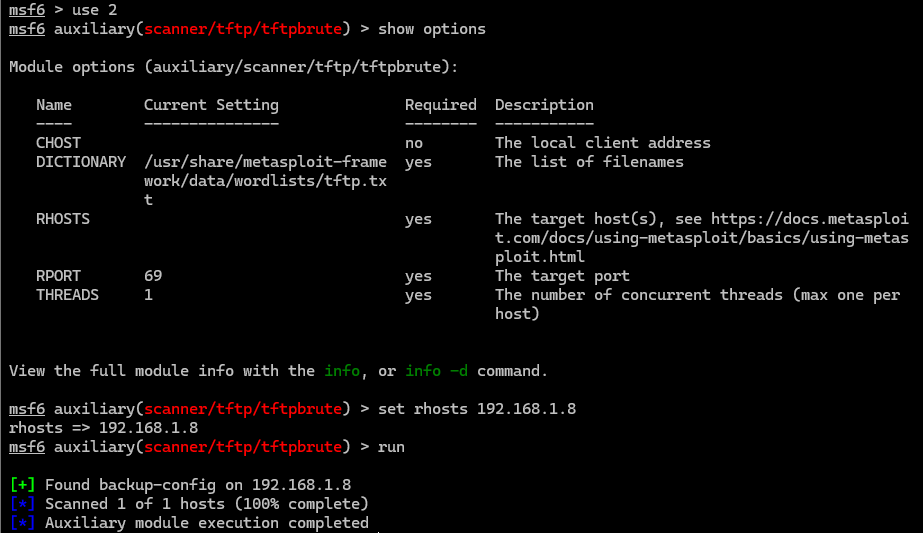 msf6 > use 2
msf6 auxiliary(scanner/tftp/tftpbrute) > show options
Module options (auxiliary/scanner/tftp/tftpbrute):
Name        Current Setting             Required  Description
----        ---------------             --------  -----------
CHOST                                   no        The local client address
DICTIONARY  /usr/share/metasploit-frame  yes       The list of filenames
work/data/wordlists/tftp.tx
t
RHOSTS                                  yes       The target host(s), see https://docs.metasploi
t.com/docs/using-metasploit/basics/using-metas
ploit.html
RPORT       69                          yes       The target port
THREADS     1                           yes       The number of concurrent threads (max one per
host)
View the full module info with the info, or info -d command.
msf6 auxiliary(scanner/tftp/tftpbrute) > set rhosts 192.168.1.8
rhosts => 192.168.1.8
msf6 auxiliary(scanner/tftp/tftpbrute) > run
[+] Found backup-config on 192.168.1.8
[*] Scanned 1 of 1 hosts (100% complete)
[*] Auxiliary module execution completed